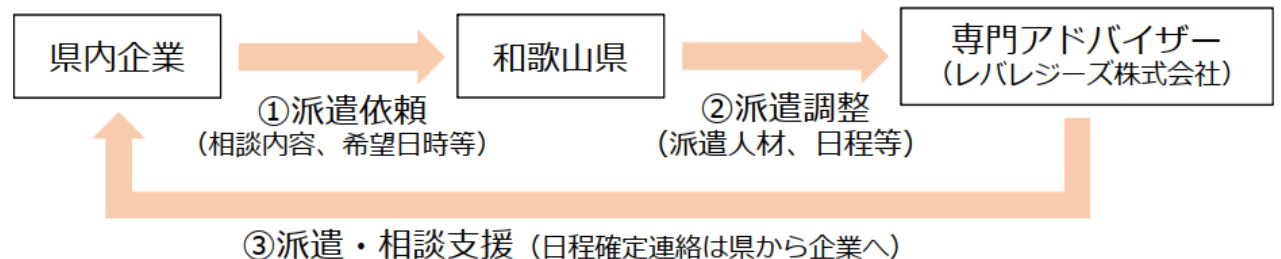 県内企業
和歌山県
専門アドバイザー
（レバレジーズ株式会社）
①派遣依頼
（相談内容、希望日時等）
②派遣調整
（派遣人材、日程等）
③派遣・相談支援（日程確定連絡は県から企業へ）